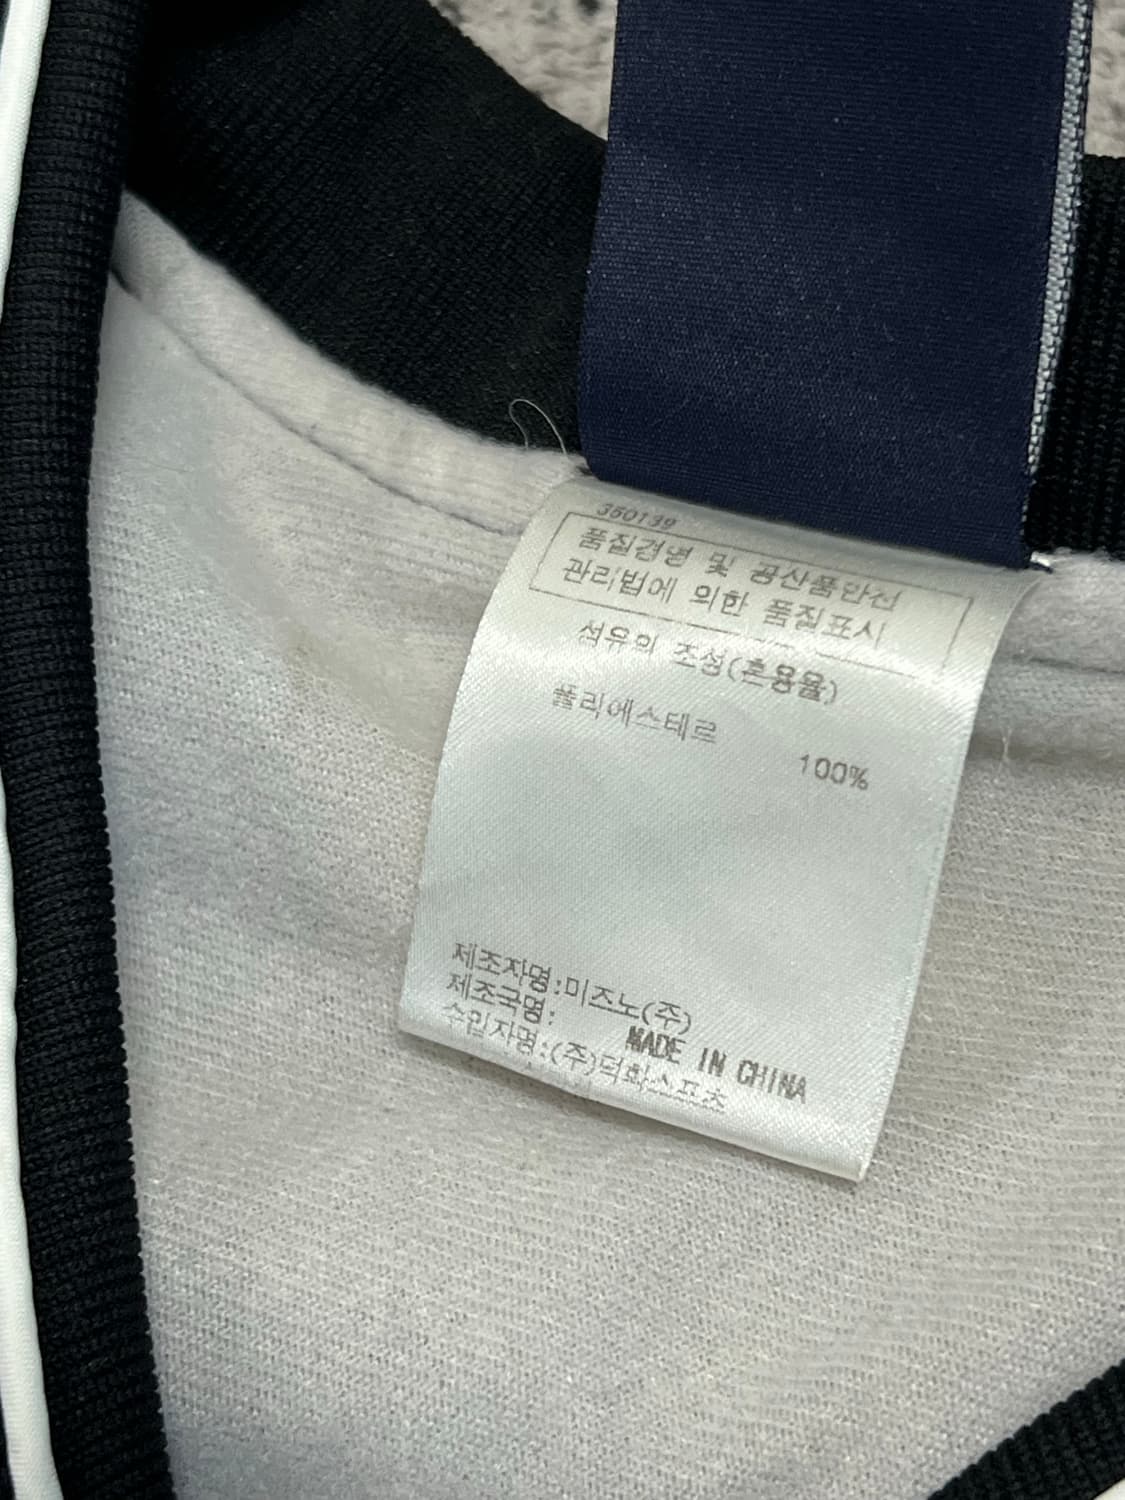 350139
품질경영 및 공산품안전
관리법에 의한 품질표시
섬유의 조성(혼용율)
폴리에스테르
100%
제조자명:미즈노(주)
제조국명:
MADE IN CHINA
수입자명:(주)덕화스포츠